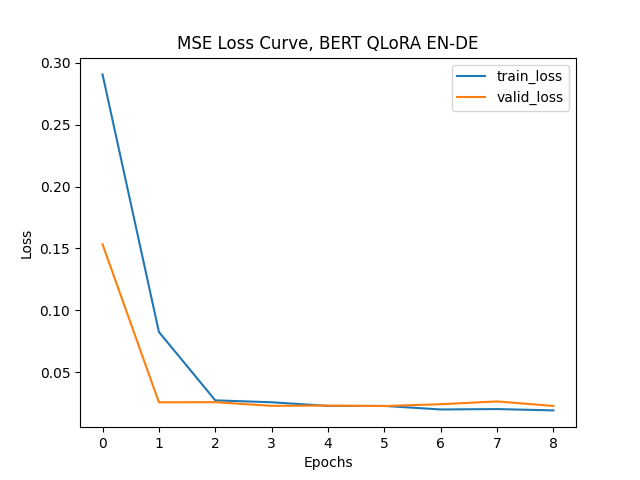 MSE Loss Curve, BERT QLoRA EN-DE
train_loss
valid_loss
0.30
0.25
0.20
0.15
0.10
0.05
Loss
0 1 2 3 4 5 6 7 8
Epochs